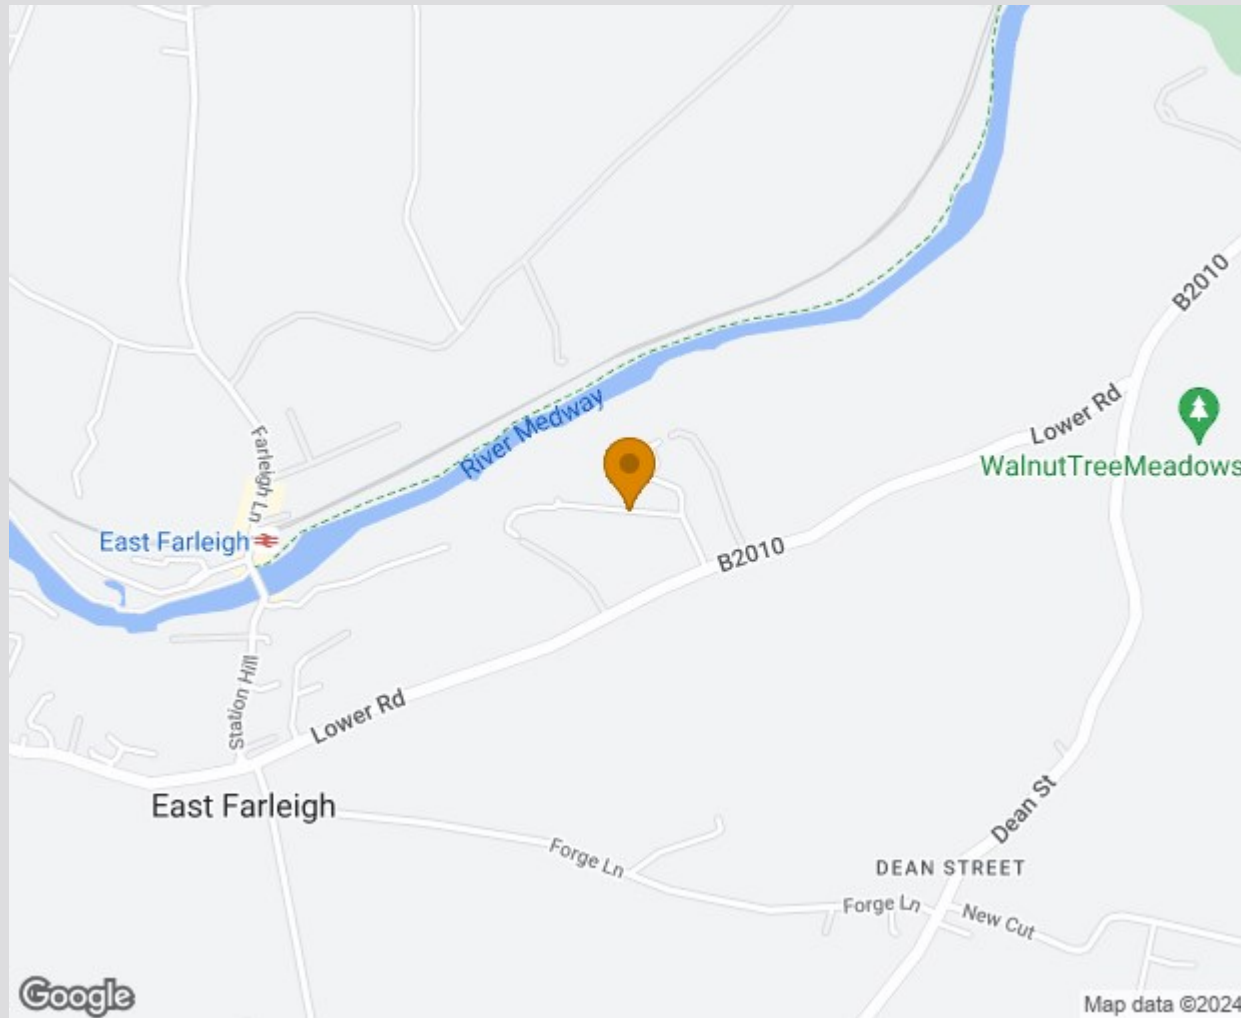 B2010
Lower Rd
WalnutTreeMeadows
River Medway
Farleigh Ln
East Farleigh
B2010
Station Hill
Lower Rd
East Farleigh
Forge Ln
Dean St
DEAN STREET
Forge Ln
New Cut
Google
Map data ©2024